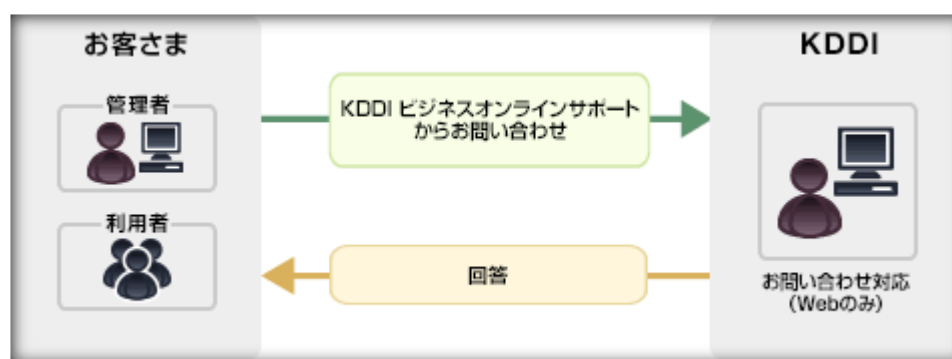 お客さま
管理者
利用者
KDDI ビジネスオンラインサポート
からお問い合わせ
回答
KDDI
お問い合わせ対応
(Webのみ)